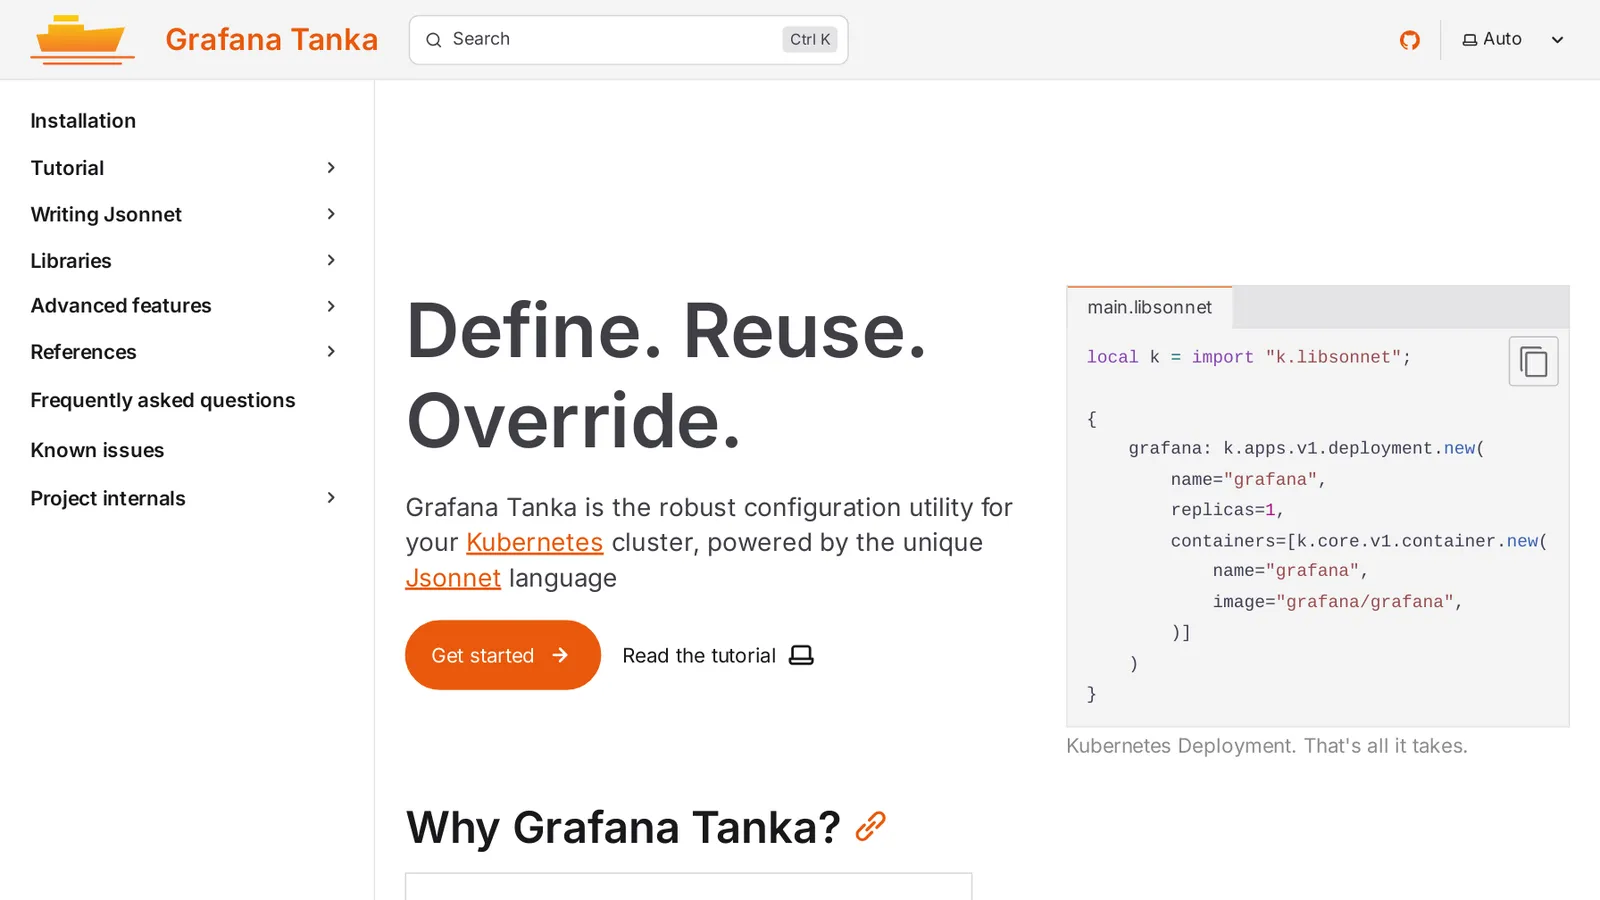 Grafana Tanka
Search
Ctrl K
Auto
Installation
Tutorial
Writing Jsonnet
Libraries
Advanced features
References
Frequently asked questions
Known issues
Project internals
Define. Reuse.
Override.
Grafana Tanka is the robust configuration utility for
your Kubernetes cluster, powered by the unique
Jsonnet language
Get started
Read the tutorial
main.libsonnet
local k = import "k.libsonnet";
{
    grafana: k.apps.v1.deployment.new(
        name="grafana",
        replicas=1,
        containers=[k.core.v1.container.new(
            name="grafana",
            image="grafana/grafana",
        )]
    )
}
Kubernetes Deployment. That's all it takes.
Why Grafana Tanka?